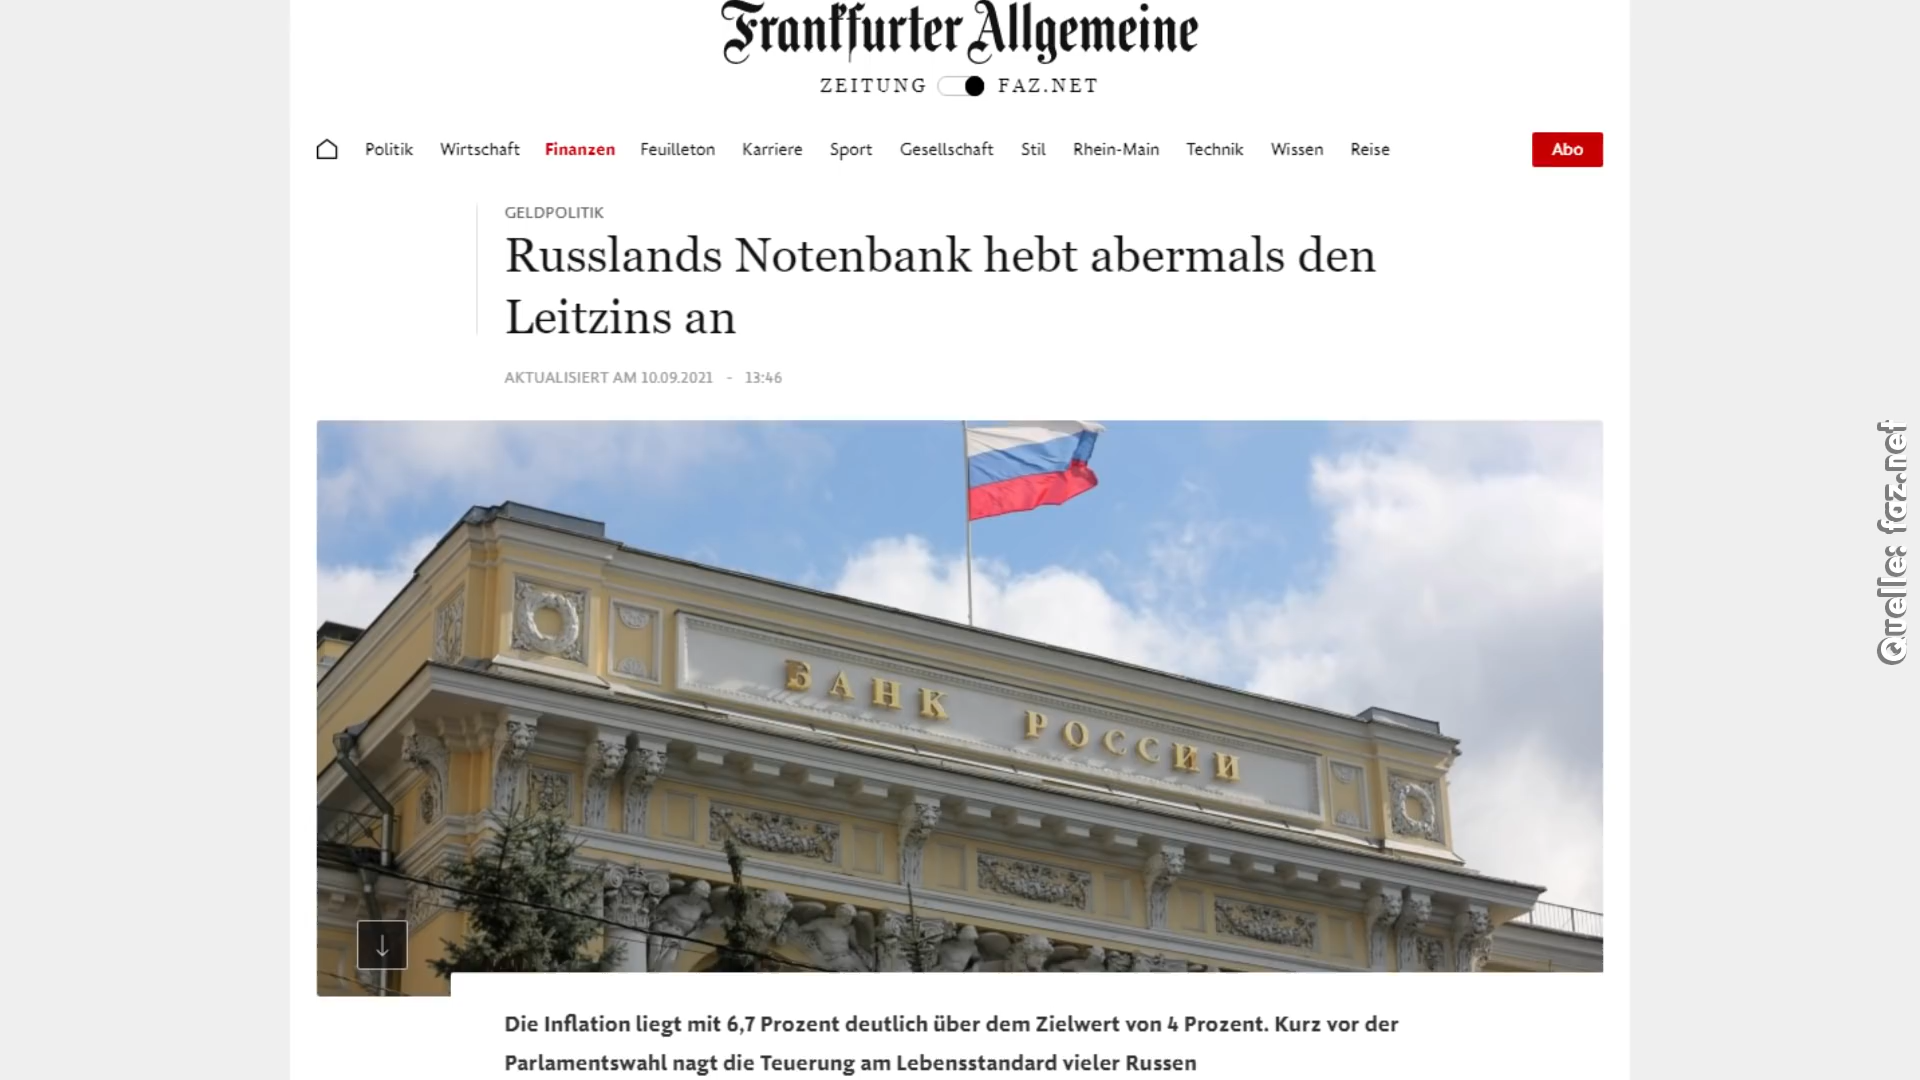 Frankfurter Allgemeine
ZEITUNG FAZ.NET
Politik Wirtschaft Finanzen Feuilleton Karriere Sport Gesellschaft Stil Rhein-Main Technik Wissen Reise Abo
GELDPOLITIK
Russlands Notenbank hebt abermals den
Leitzins an
AKTUALISIERT AM 10.09.2021 - 13:46
БАНК РОССИИ
Die Inflation liegt mit 6,7 Prozent deutlich über dem Zielwert von 4 Prozent. Kurz vor der
Parlamentswahl nagt die Teuerung am Lebensstandard vieler Russen
Quelle: faz.net